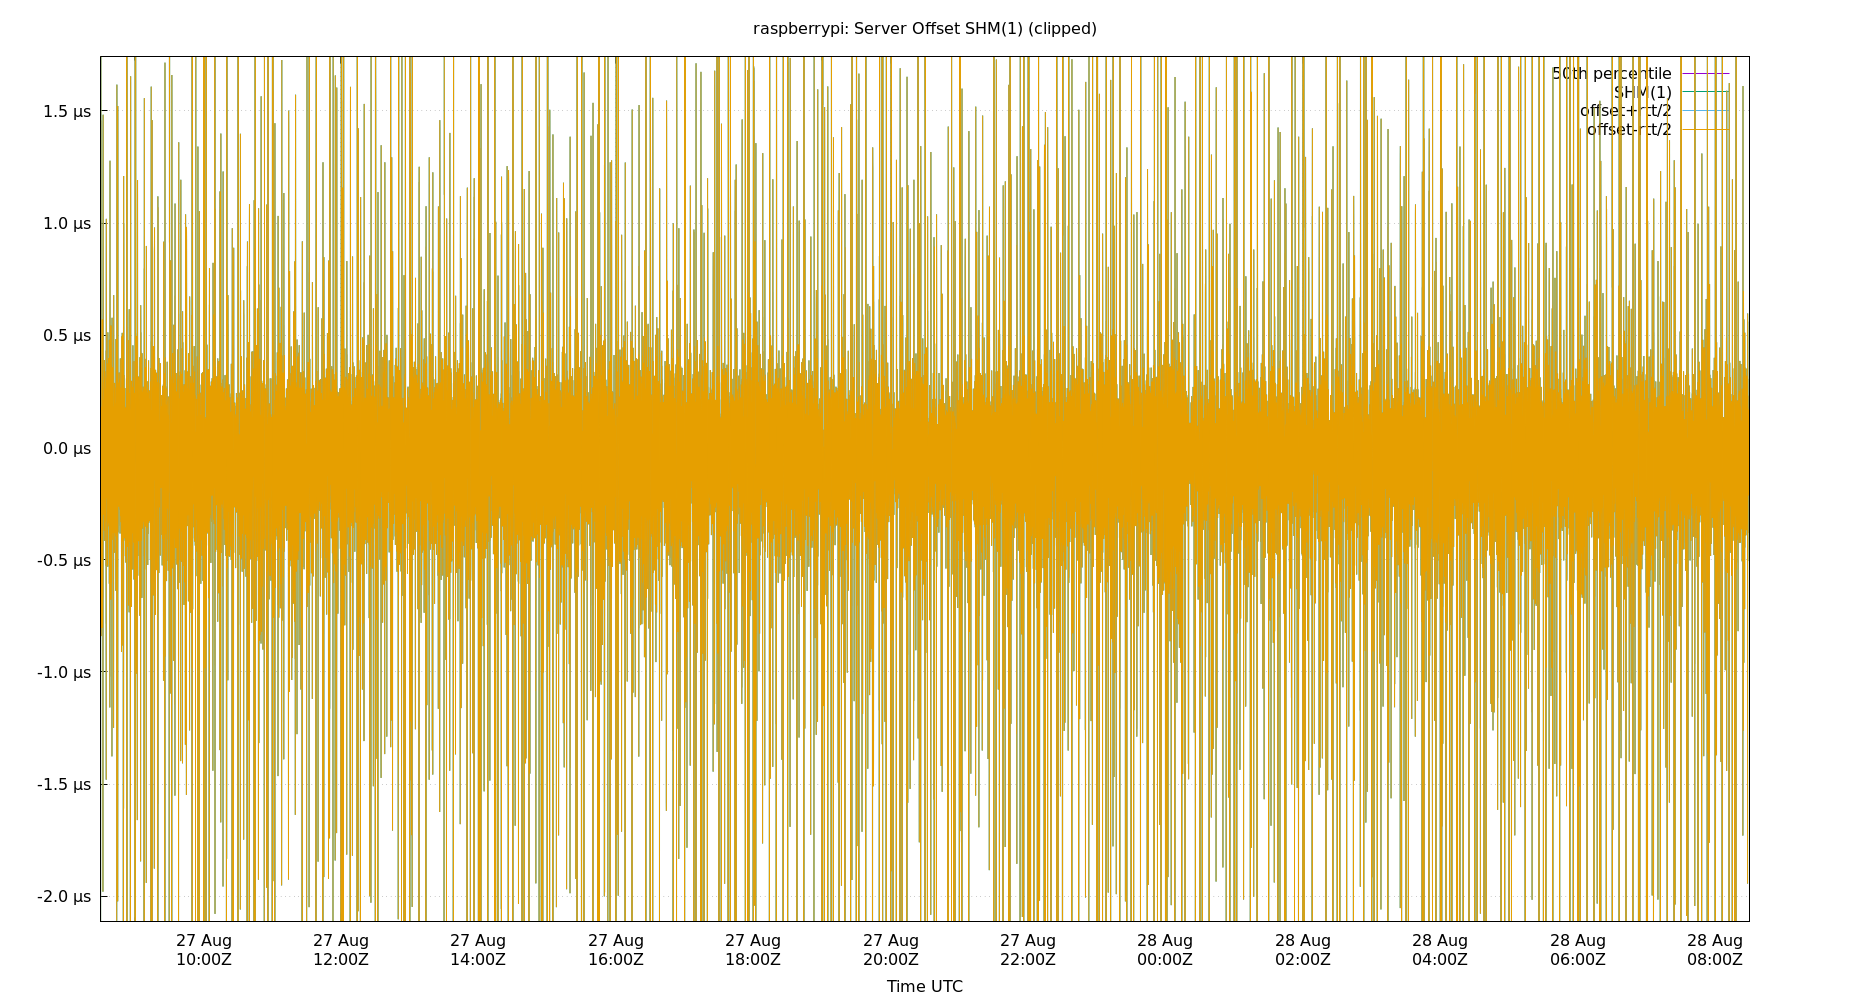 raspberrypi: Server Offset SHM(1) (clipped)
50th percentile
SHM(1)
offset+rtt/2
offset-rtt/2
1.5 µs
1.0 µs
0.5 µs
0.0 µs
-0.5 µs
-1.0 µs
-1.5 µs
-2.0 µs
27 Aug 27 Aug 27 Aug 27 Aug 27 Aug 27 Aug 27 Aug 28 Aug 28 Aug 28 Aug 28 Aug 28 Aug
10:00Z 12:00Z 14:00Z 16:00Z 18:00Z 20:00Z 22:00Z 00:00Z 02:00Z 04:00Z 06:00Z 08:00Z
Time UTC